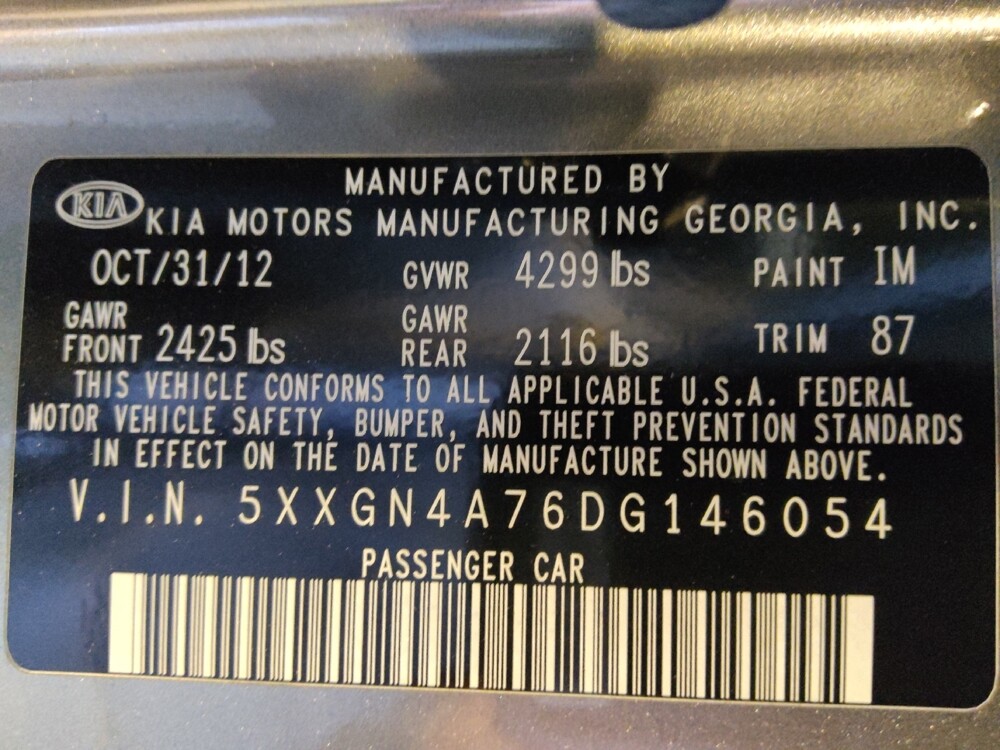 MANUFACTURED BY
KIA KIA MOTORS MANUFACTURING GEORGIA, INC.
OCT/31/12 GVWR 4299 lbs PAINT IM
GAWR FRONT 2425 lbs GAWR REAR 2116 lbs TRIM 87
THIS VEHICLE CONFORMS TO ALL APPLICABLE U.S.A. FEDERAL
MOTOR VEHICLE SAFETY, BUMPER, AND THEFT PREVENTION STANDARDS
IN EFFECT ON THE DATE OF MANUFACTURE SHOWN ABOVE.
V.I.N. 5XXGN4A76DG146054
PASSENGER CAR